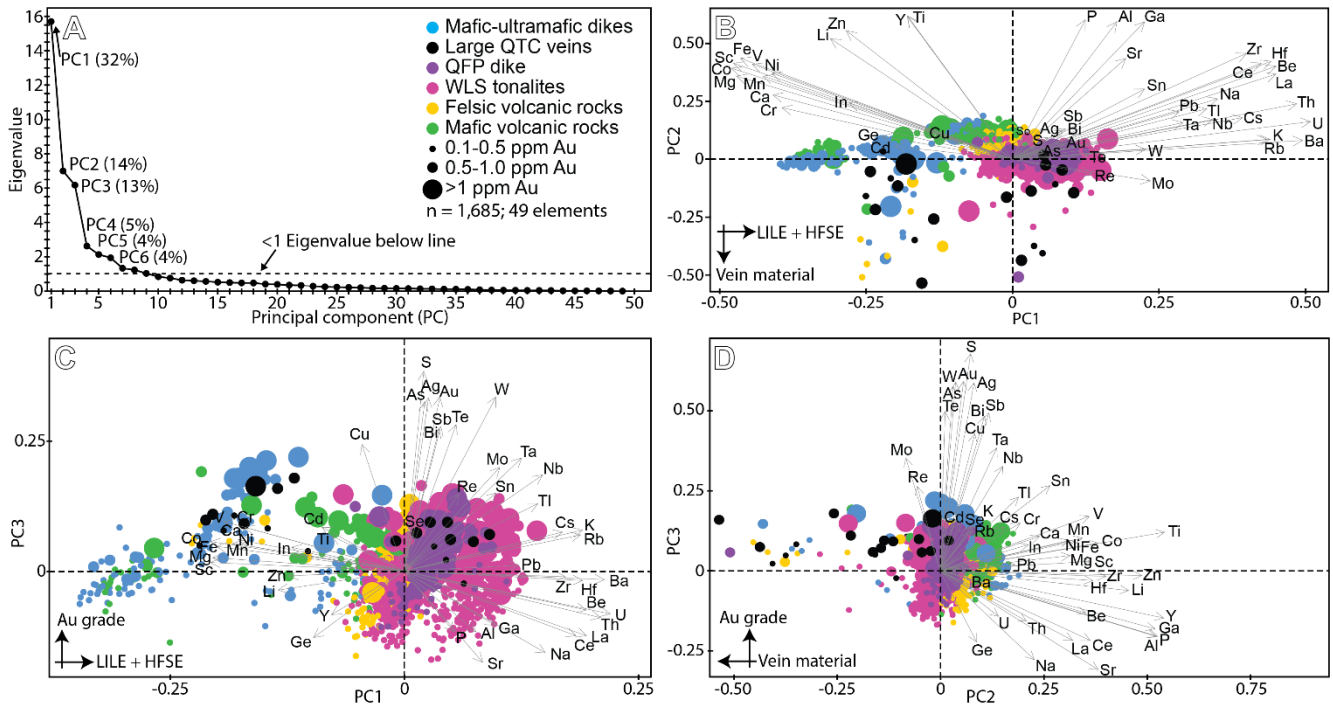 A
Eigenvalue
16
14
12
10
8
6
4
2
0
PC1 (32%)
PC2 (14%)
PC3 (13%)
PC4 (5%)
PC5 (4%)
PC6 (4%)
<1 Eigenvalue below line
Mafic-ultramafic dikes
Large QTC veins
QFP dike
WLS tonalites
Felsic volcanic rocks
Mafic volcanic rocks
0.1-0.5 ppm Au
0.5-1.0 ppm Au
>1 ppm Au
n = 1,685; 49 elements
1 5 10 20 30 40 50
Principal component (PC)
B
PC2
0.50
0.25
0
-0.25
-0.50
Zn
Li
Y Ti
P Al Ga
Sr
Fe
Sc V
Co Ni
Mg Mn
Ca
Cr
In
Zr Hf
Ce Be
La
Sn
Na
Th
Pb Tl
Cs U
Ta Nb
Sb
Ag Bi
Ge
Cd
Cu
S
Au
As
Te
W
K
Rb Ba
Re
Mo
LILE + HFSE
Vein material
-0.50 -0.25 0 0.25 0.50
PC1
C
PC3
0.25
0
S
As Ag Au
W
Sb Te
Bi
Cu
Mo Ta
Nb
Re Sn
Tl
Se
Cs K
Rb
V Cr
Cd
Ca Ti
Co
Fe Ni
Mg Mn In
Sc
Zn
Li
Y
Ge
Pb
Zr Hf Ba
Be
U
Th
P Al Ga
La
Ce
Na
Sr
Au grade
LILE + HFSE
-0.25 0 0.25
PC1
D
PC3
0.50
0.25
0
-0.25
S
W Au
As Ag
Te
Bi Sb
Cu
Mo
Ta
Nb
Re
Tl Sn
K
Cd Se Cs Cr
Rb
V
Ca Mn
Ti
In Ni Fe Co
Mg Sc
Pb
Ba
Zr Zn
Hf Li
U
Be Y
Th Ga
La Ce
P
Al
Ge
Na Sr
Au grade
Vein material
-0.50 -0.25 0 0.25 0.50 0.75
PC2